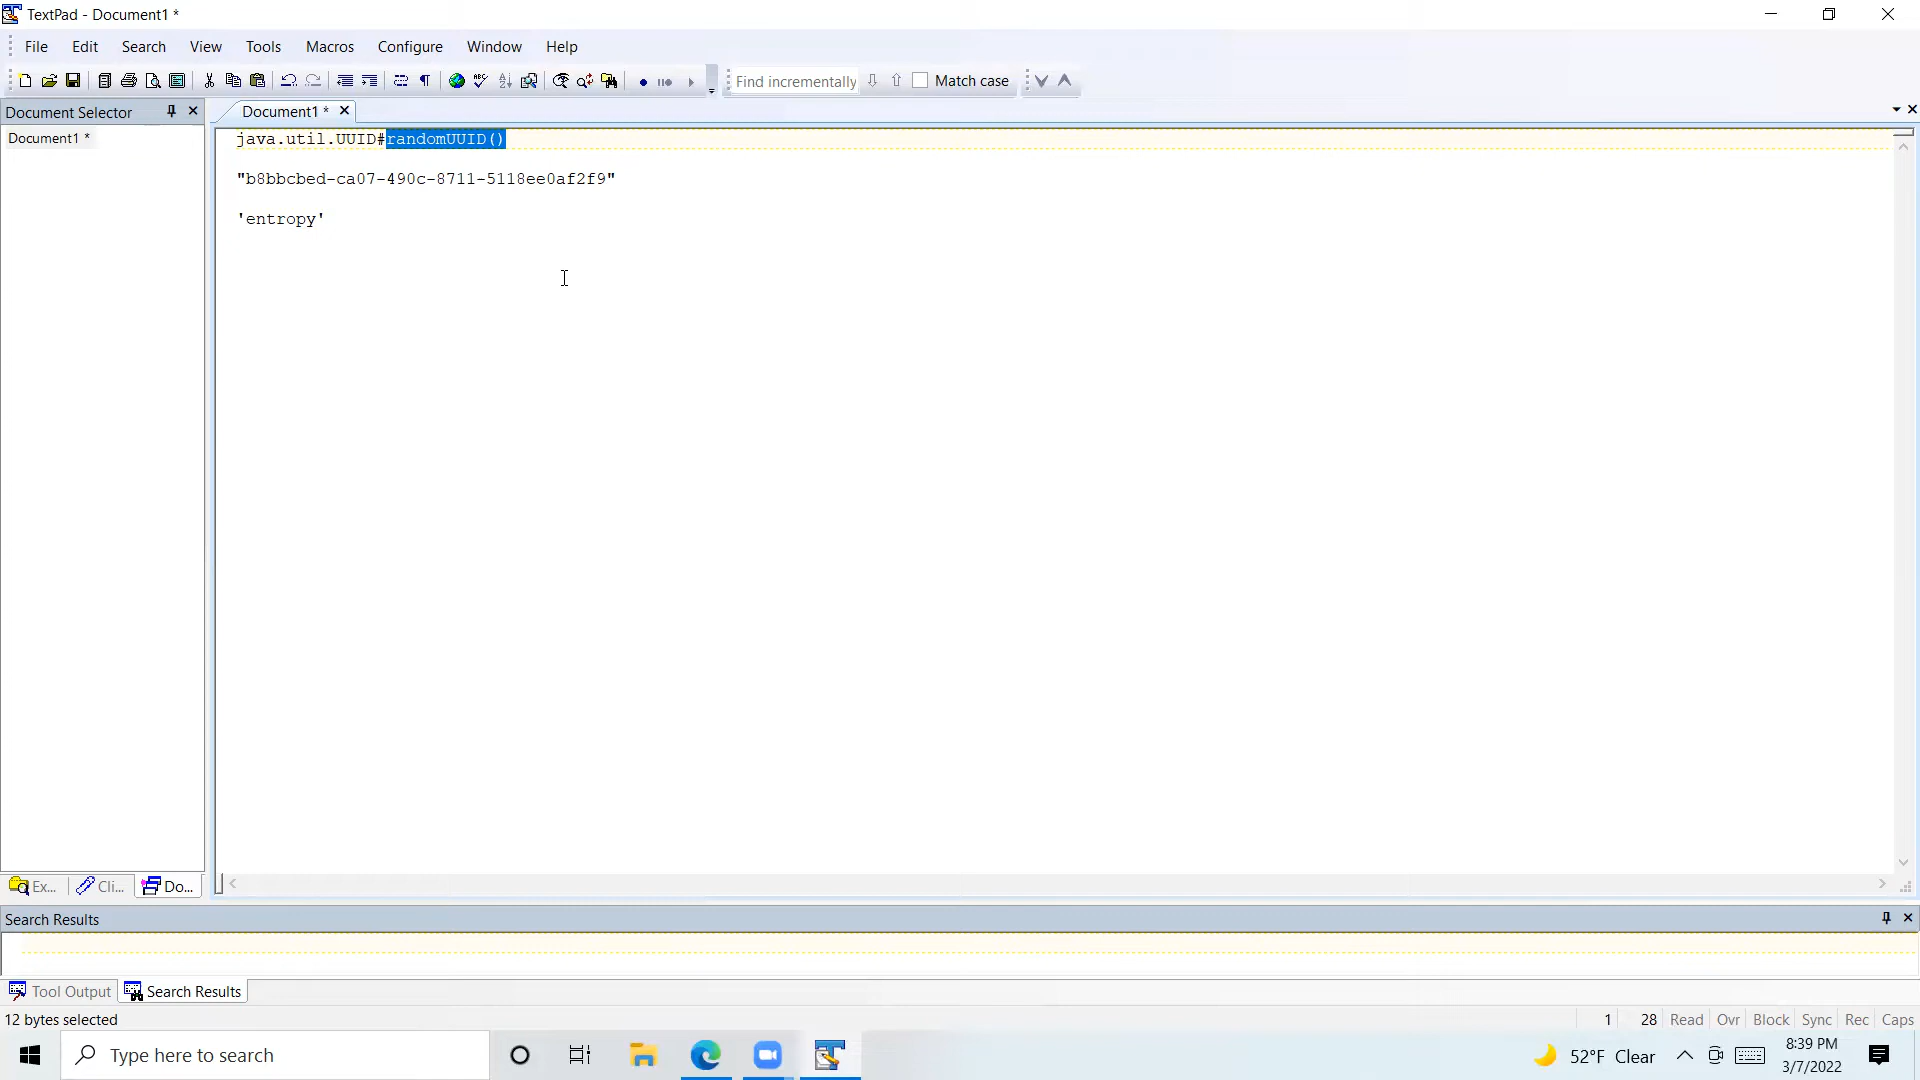 TextPad - Document1 *
File Edit Search View Tools Macros Configure Window Help
Find incrementally Match case
Document Selector
Document1 *
Document1 *
java.util.UUID#randomUUID()
"b8bbcbed-ca07-490c-8711-5118ee0af2f9"
'entropy'
Ex... Cli... Do...
Search Results
Tool Output Search Results
12 bytes selected 1 28 Read Ovr Block Sync Rec Caps
Type here to search
52°F Clear
8:39 PM
3/7/2022